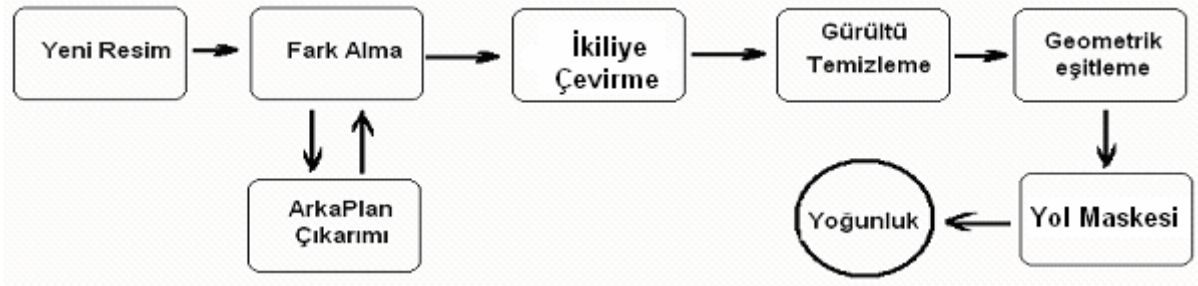 Yeni Resim
Fark Alma
İkiliye
Çevirme
Gürültü
Temizleme
Geometrik
eşitleme
ArkaPlan
Çıkarımı
Yoğunluk
Yol Maskesi